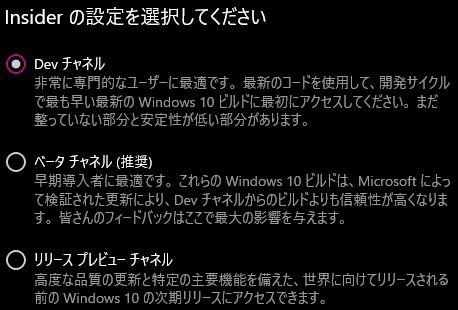 Insider の設定を選択してください
Dev チャネル
非常に専門的なユーザーに最適です。最新のコードを使用して、開発サイクル
で最も早い最新の Windows 10 ビルドに最初にアクセスしてください。まだ
整っていない部分と安定性が低い部分があります。
ベータ チャネル (推奨)
早期導入者に最適です。これらの Windows 10 ビルドは、Microsoft によっ
て検証された更新により、Dev チャネルからのビルドよりも信頼性が高くなりま
す。皆さんのフィードバックはここで最大の影響を与えます。
リリース プレビュー チャネル
高度な品質の更新と特定の主要機能を備えた、世界に向けてリリースされる
前の Windows 10 の次期リリースにアクセスできます。